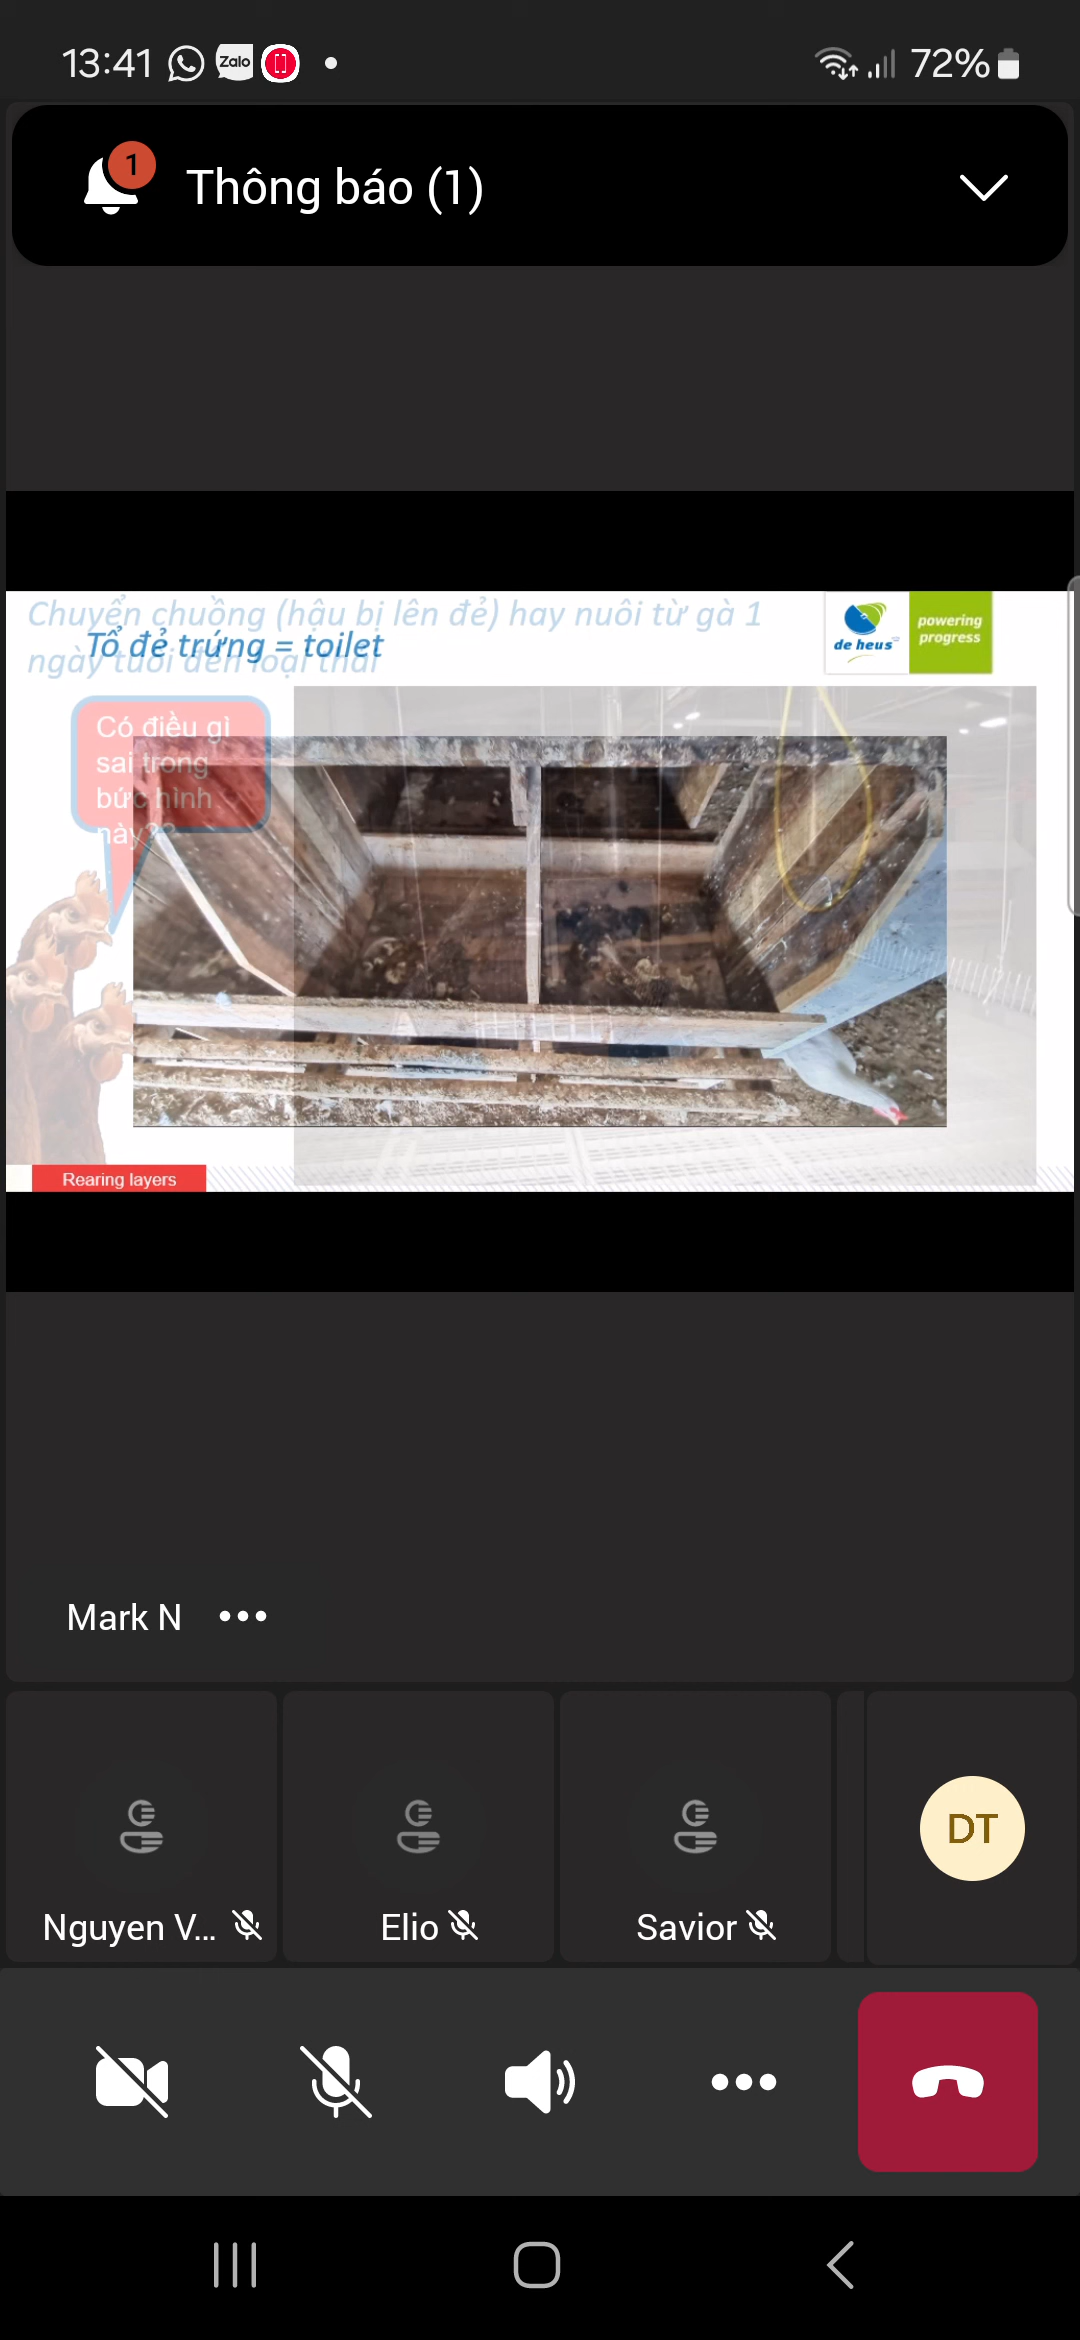 13:41
Zalo
72%
1
Thông báo (1)
Chuyển chuồng (hậu bị lên đẻ) hay nuôi từ gà 1
ngày tuổi đến loại thải
Tổ đẻ trứng = toilet
de heus
powering
progress
Có điều gì
sai trong
bức hình
này??
Rearing layers
Mark N
DT
Nguyen V...
Elio
Savior